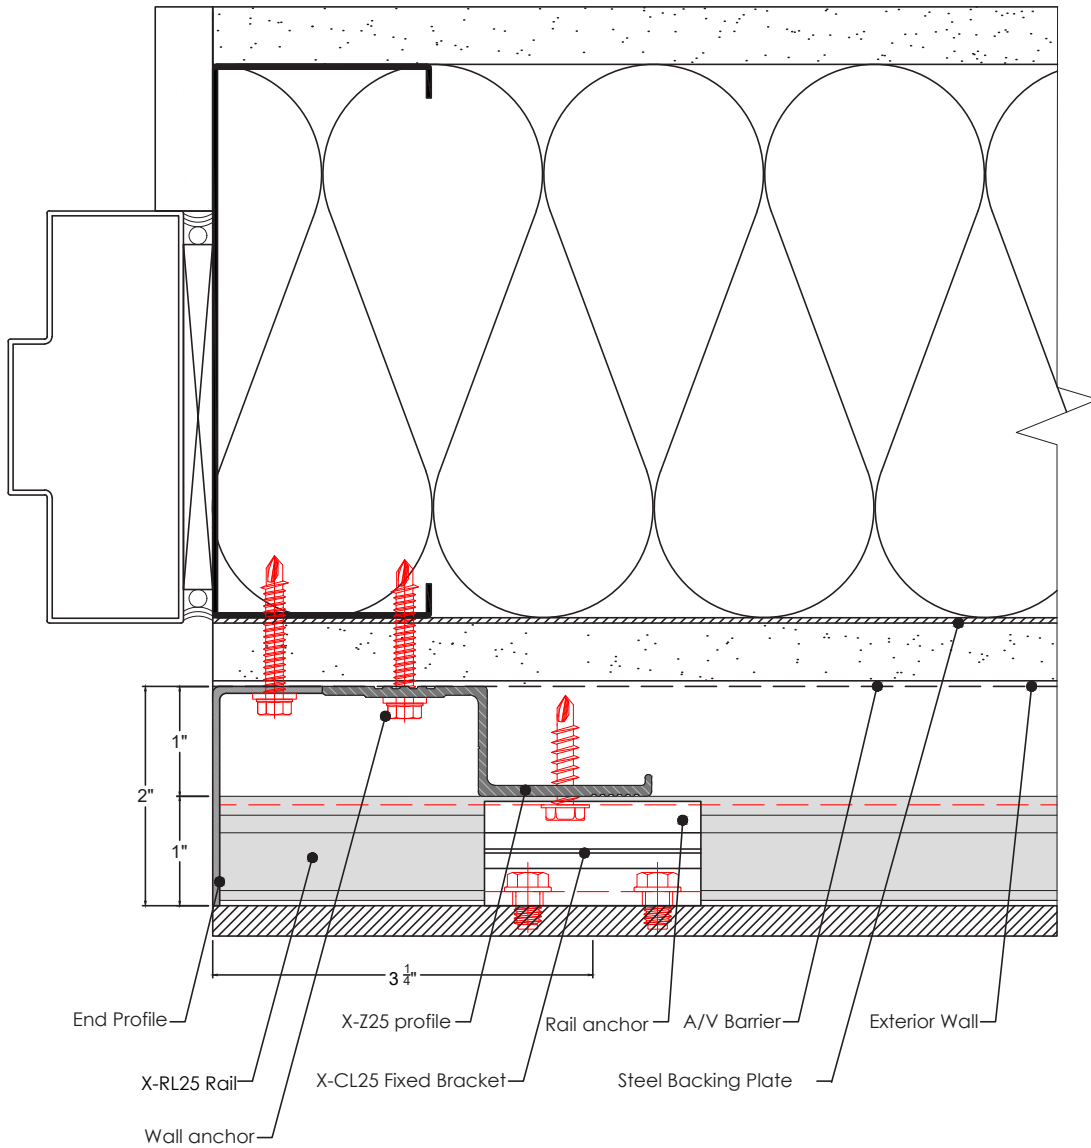 1"
2"
1"
3 1/4"
End Profile
X-Z25 profile
Rail anchor
A/V Barrier
Exterior Wall
X-RL25 Rail
X-CL25 Fixed Bracket
Steel Backing Plate
Wall anchor